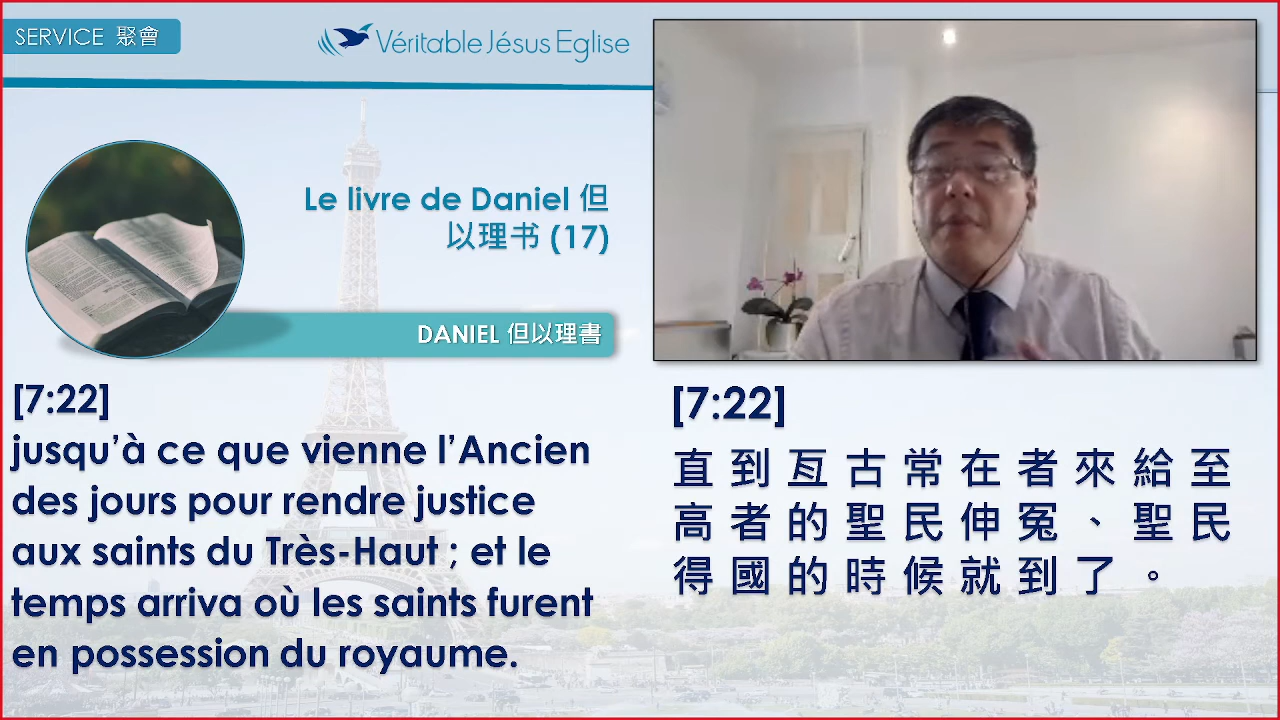 SERVICE 聚會
Véritable Jésus Eglise
Le livre de Daniel 但
以理书 (17)
DANIEL 但以理書
[7:22]
jusqu’à ce que vienne l’Ancien
des jours pour rendre justice
aux saints du Très-Haut ; et le
temps arriva où les saints furent
en possession du royaume.
[7:22]
直到亙古常在者來給至
高者的聖民伸冤、聖民
得國的時候就到了。